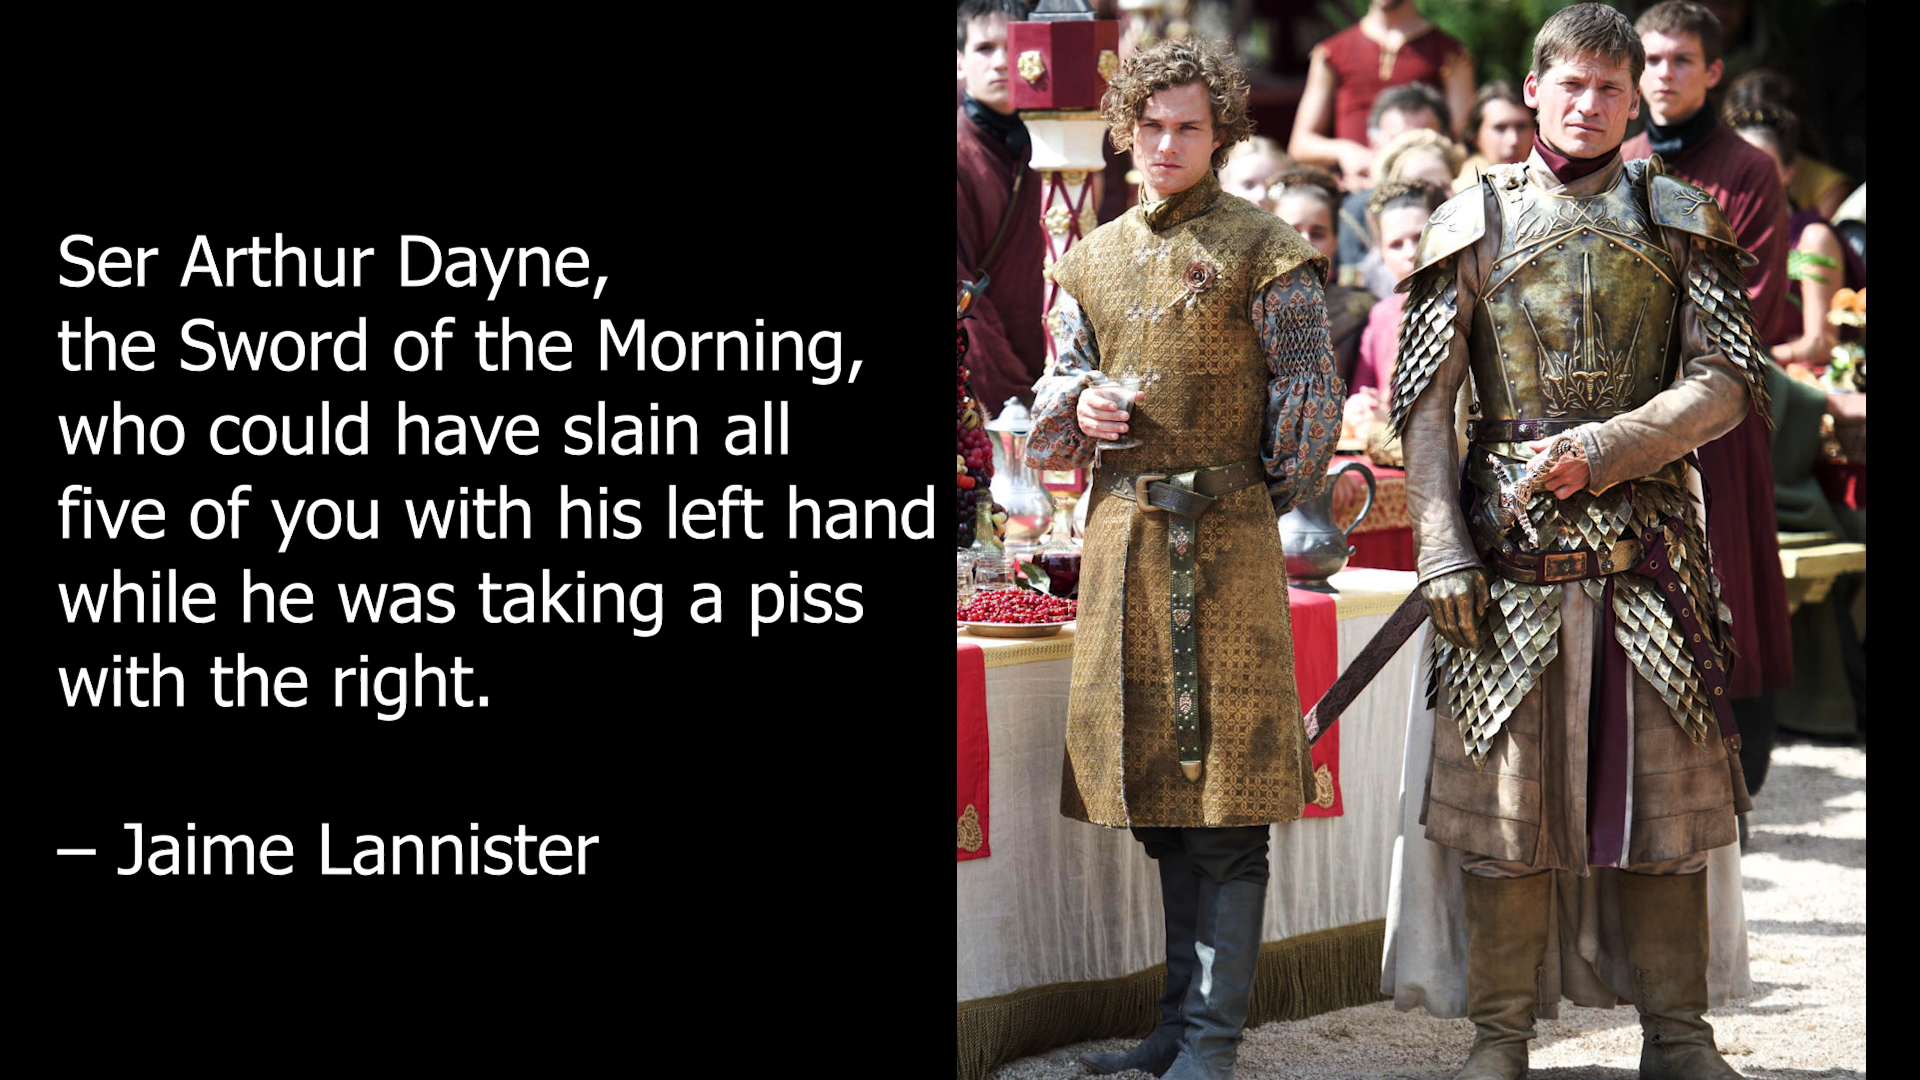 Ser Arthur Dayne,
the Sword of the Morning,
who could have slain all
five of you with his left hand
while he was taking a piss
with the right.
– Jaime Lannister